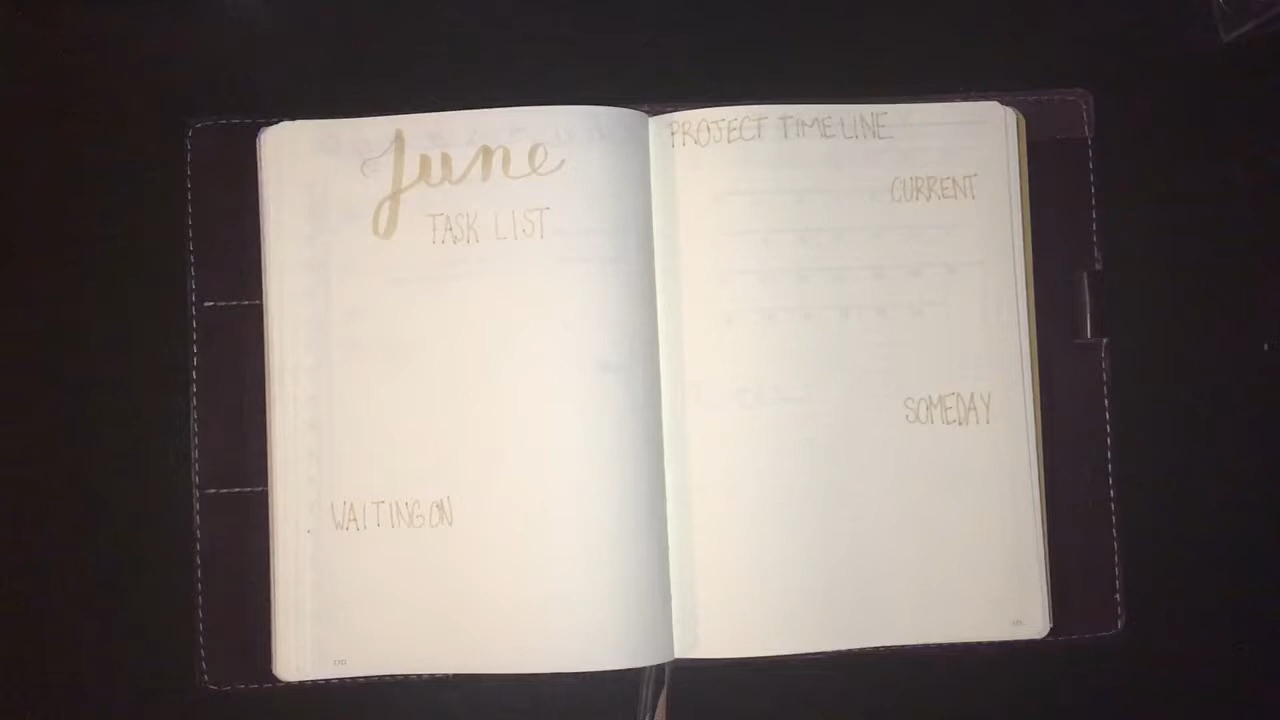 June
TASK LIST
WAITING ON
PROJECT TIMELINE
CURRENT
SOMEDAY